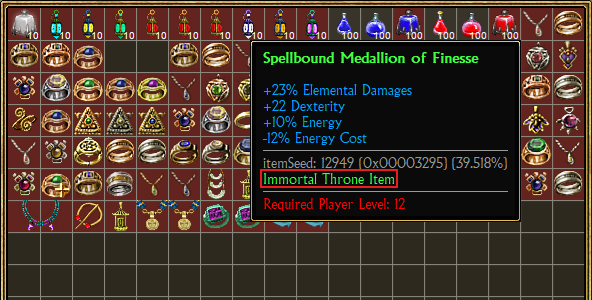 10 10 10 10 10 10 10 10 10 10 100 100 100 100 100 100
Spellbound Medallion of Finesse
+23% Elemental Damages
+22 Dexterity
+10% Energy
-12% Energy Cost
itemSeed: 12949 (0x00003295) (39.518%)
Immortal Throne Item
Required Player Level: 12